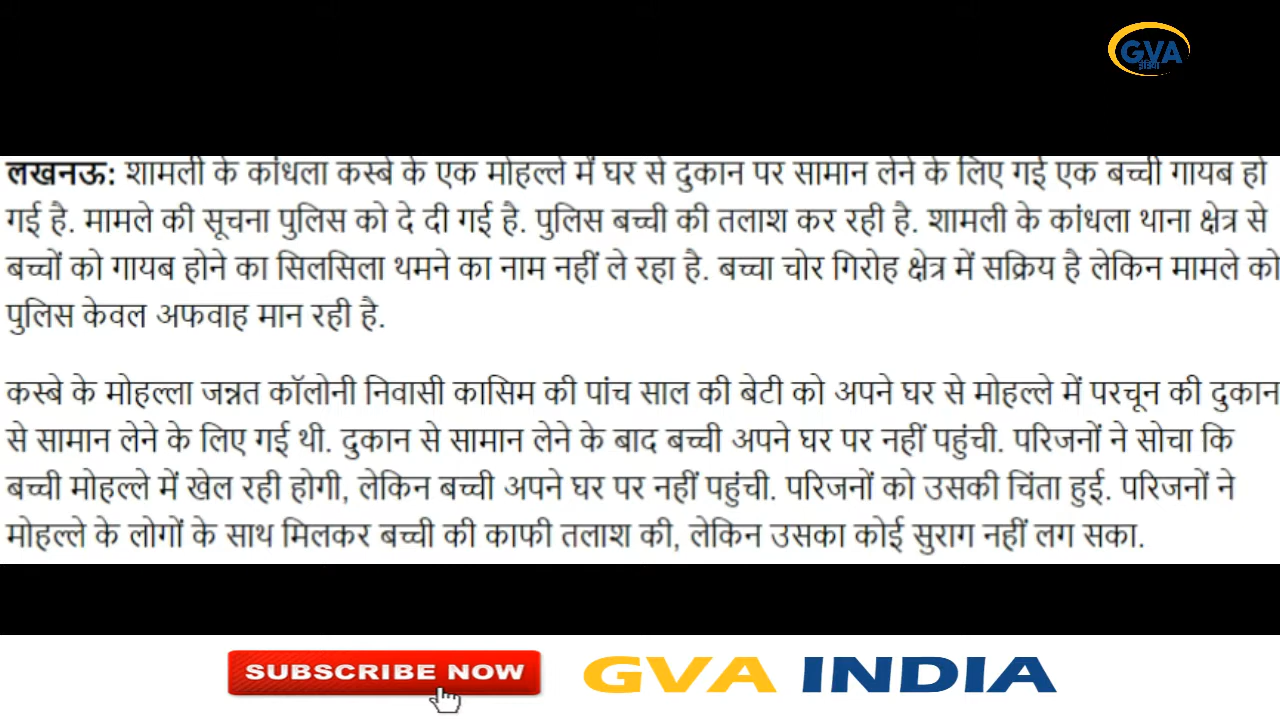 GVA
इंडिया
लखनऊ: शामली के कांधला कस्बे के एक मोहल्ले में घर से दुकान पर सामान लेने के लिए गई एक बच्ची गायब हो
गई है. मामले की सूचना पुलिस को दे दी गई है. पुलिस बच्ची की तलाश कर रही है. शामली के कांधला थाना क्षेत्र से
बच्चों को गायब होने का सिलसिला थमने का नाम नहीं ले रहा है. बच्चा चोर गिरोह क्षेत्र में सक्रिय है लेकिन मामले को
पुलिस केवल अफवाह मान रही है.
कस्बे के मोहल्ला जन्नत कॉलोनी निवासी कासिम की पांच साल की बेटी को अपने घर से मोहल्ले में परचून की दुकान
से सामान लेने के लिए गई थी. दुकान से सामान लेने के बाद बच्ची अपने घर पर नहीं पहुंची. परिजनों ने सोचा कि
बच्ची मोहल्ले में खेल रही होगी, लेकिन बच्ची अपने घर पर नहीं पहुंची. परिजनों को उसकी चिंता हुई. परिजनों ने
मोहल्ले के लोगों के साथ मिलकर बच्ची की काफी तलाश की, लेकिन उसका कोई सुराग नहीं लग सका.
SUBSCRIBE NOW
GVA INDIA